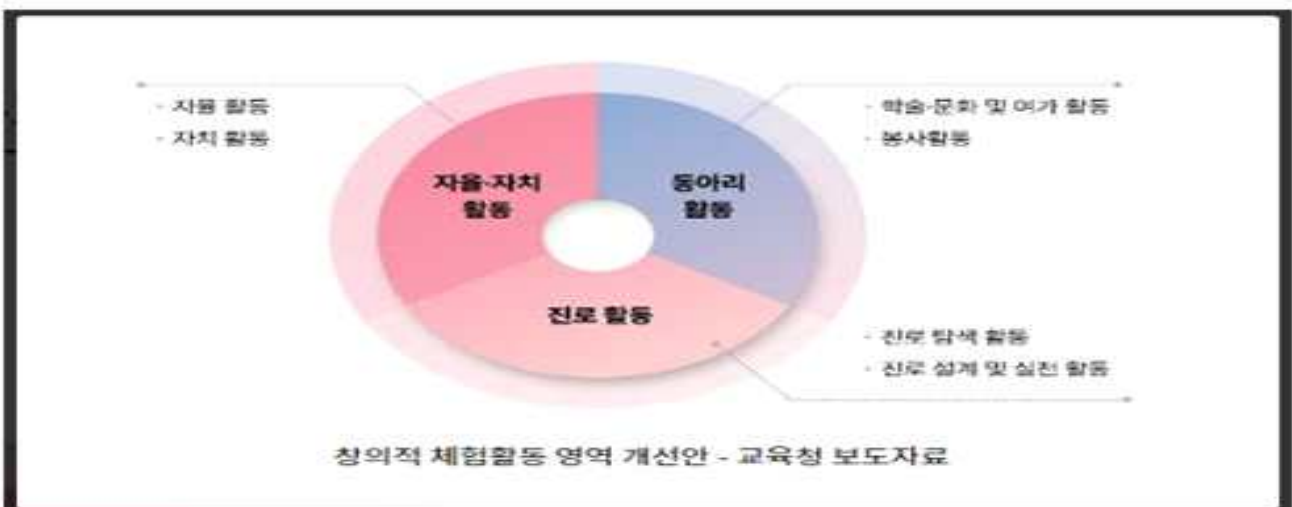 · 자율 활동
· 자치 활동
· 학술·문화 및 여가 활동
· 봉사활동
자율·자치
활동
동아리
활동
진로 활동
· 진로 탐색 활동
· 진로 설계 및 실천 활동
창의적 체험활동 영역 개선안 - 교육청 보도자료